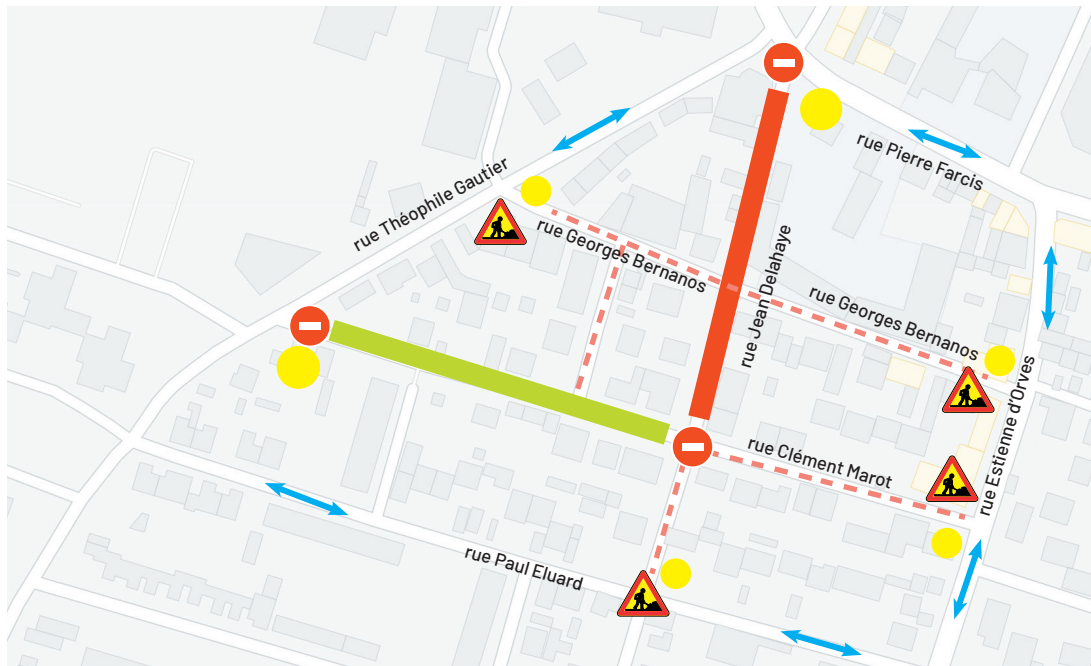 rue Pierre Farcis
rue Théophile Gautier
rue Georges Bernanos
rue Jean Delahaye
rue Georges Bernanos
rue Estienne d'Orves
rue Clément Marot
rue Paul Eluard